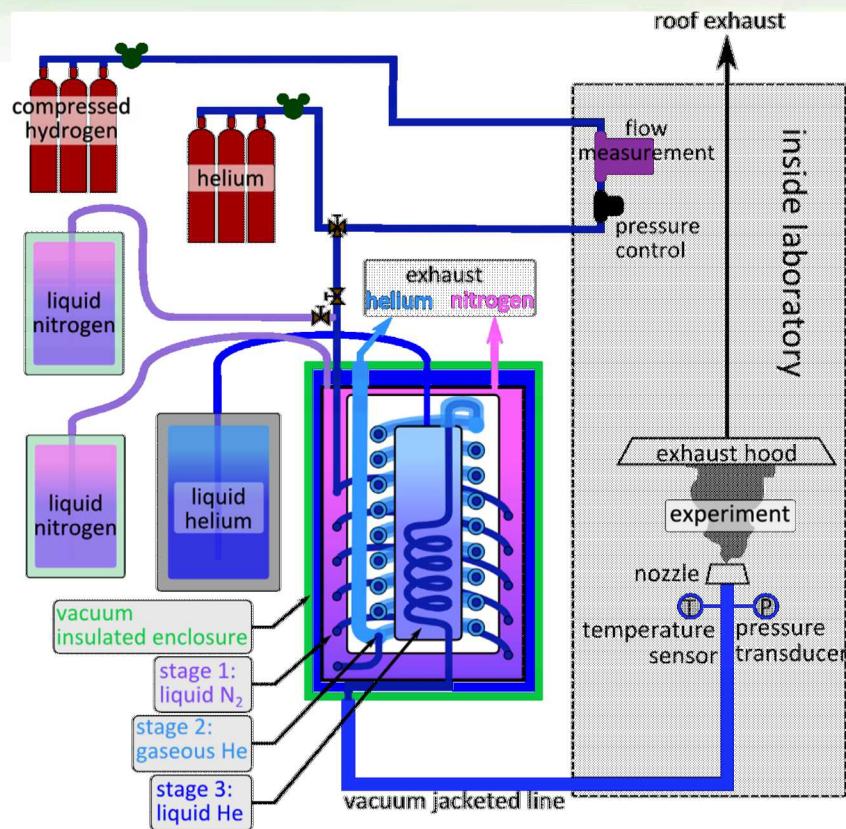 roof exhaust
compressed
hydrogen
helium
flow
measurement
inside laboratory
pressure
control
liquid
nitrogen
exhaust
helium nitrogen
liquid
nitrogen
liquid
helium
exhaust hood
experiment
nozzle
T
P
temperature
sensor
pressure
transducer
vacuum
insulated enclosure
stage 1:
liquid N₂
stage 2:
gaseous He
stage 3:
liquid He
vacuum jacketed line